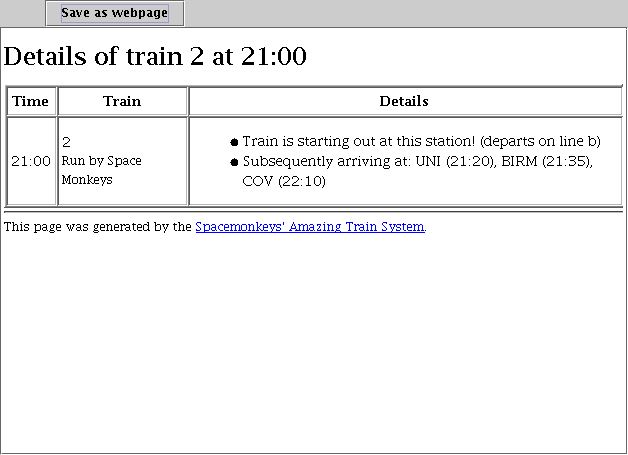 Save as webpage
Details of train 2 at 21:00
Time Train Details
21:00
2
Run by Space
Monkeys
Train is starting out at this station! (departs on line b)
Subsequently arriving at: UNI (21:20), BIRM (21:35),
COV (22:10)
This page was generated by the Spacemonkeys' Amazing Train System.